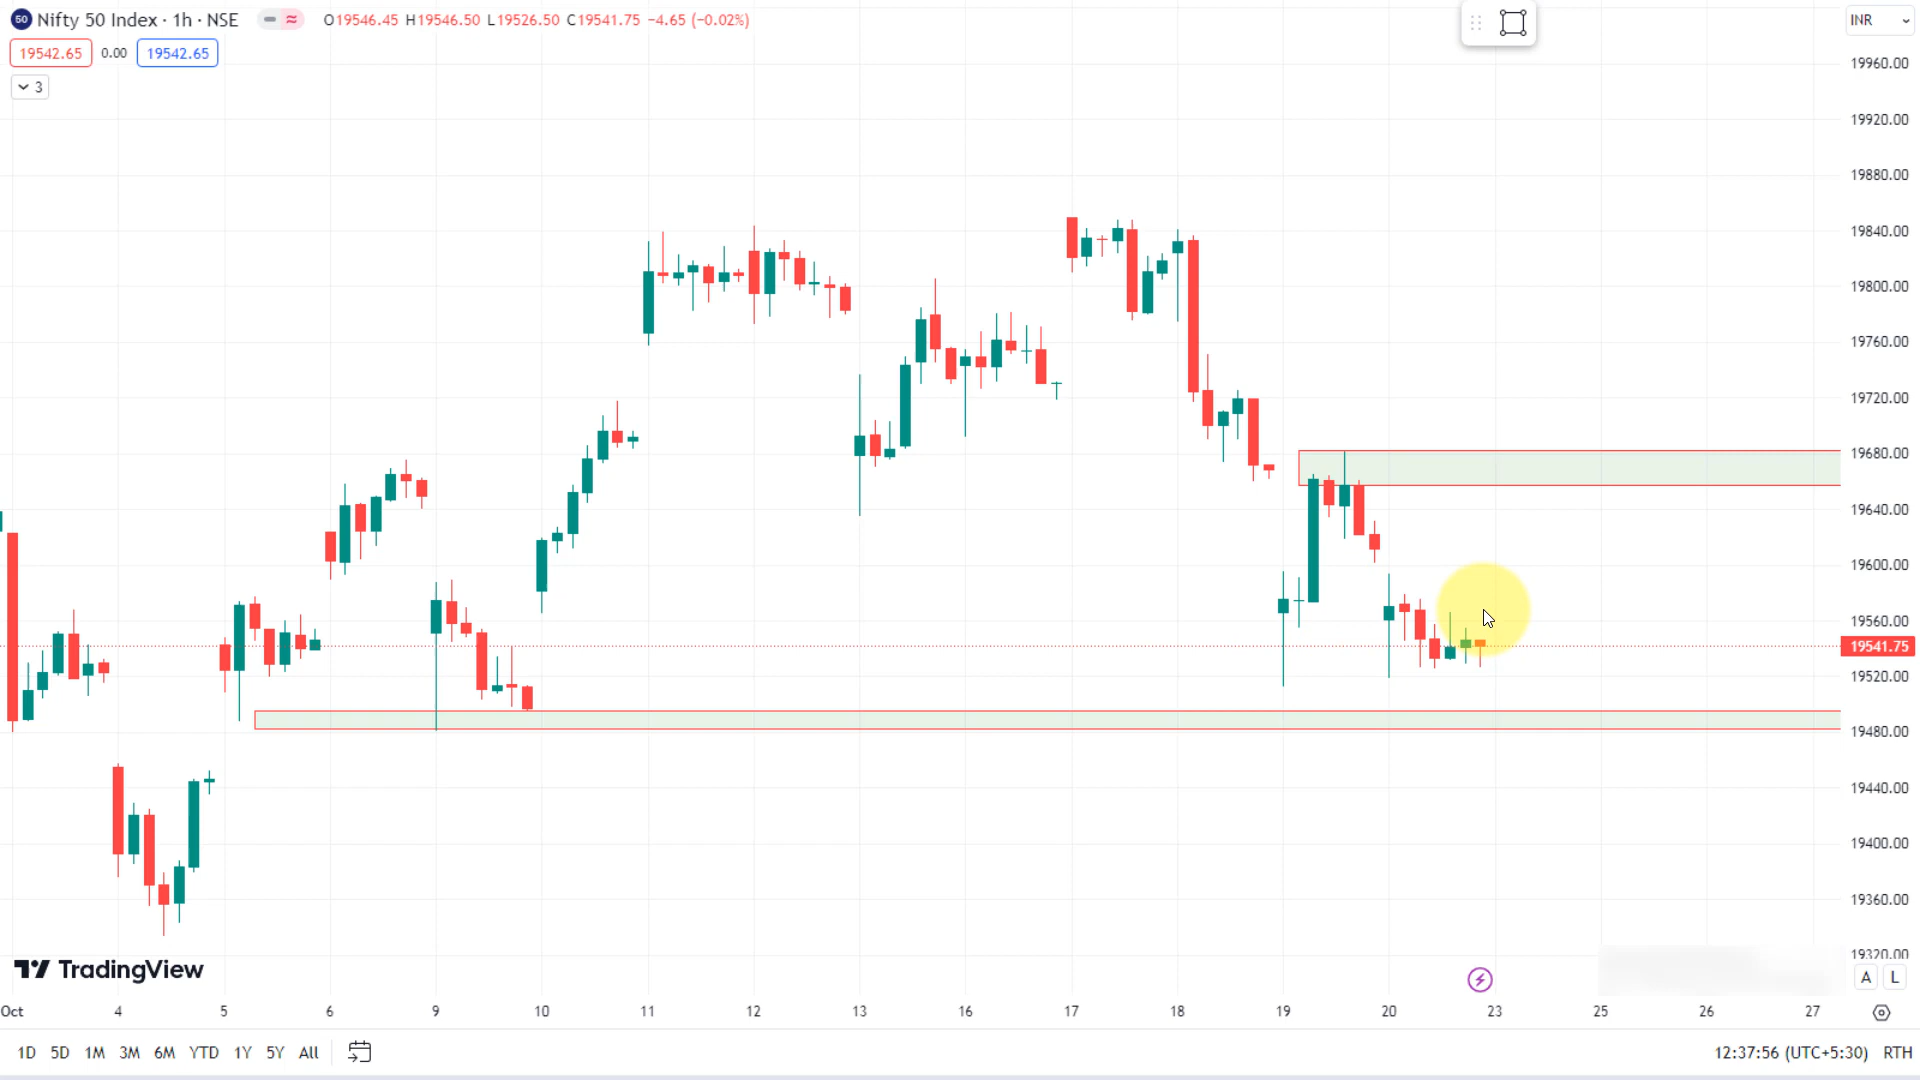 50 Nifty 50 Index · 1h · NSE O19546.45 H19546.50 L19526.50 C19541.75 −4.65 (−0.02%)
INR
19542.65 0.00 19542.65
3
19960.00
19920.00
19880.00
19840.00
19800.00
19760.00
19720.00
19680.00
19640.00
19600.00
19560.00
19541.75
19520.00
19480.00
19440.00
19400.00
19360.00
19320.00
TradingView
A L
Oct 4 5 6 9 10 11 12 13 16 17 18 19 20 23 25 26 27
1D 5D 1M 3M 6M YTD 1Y 5Y All 12:37:56 (UTC+5:30) RTH